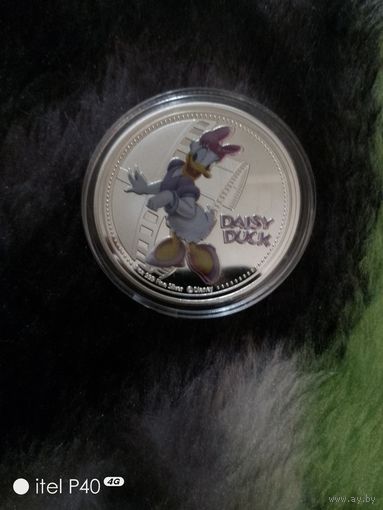 DAISY
DUCK
999 Fine Silver © Disney
itel P40 4G
ay.by